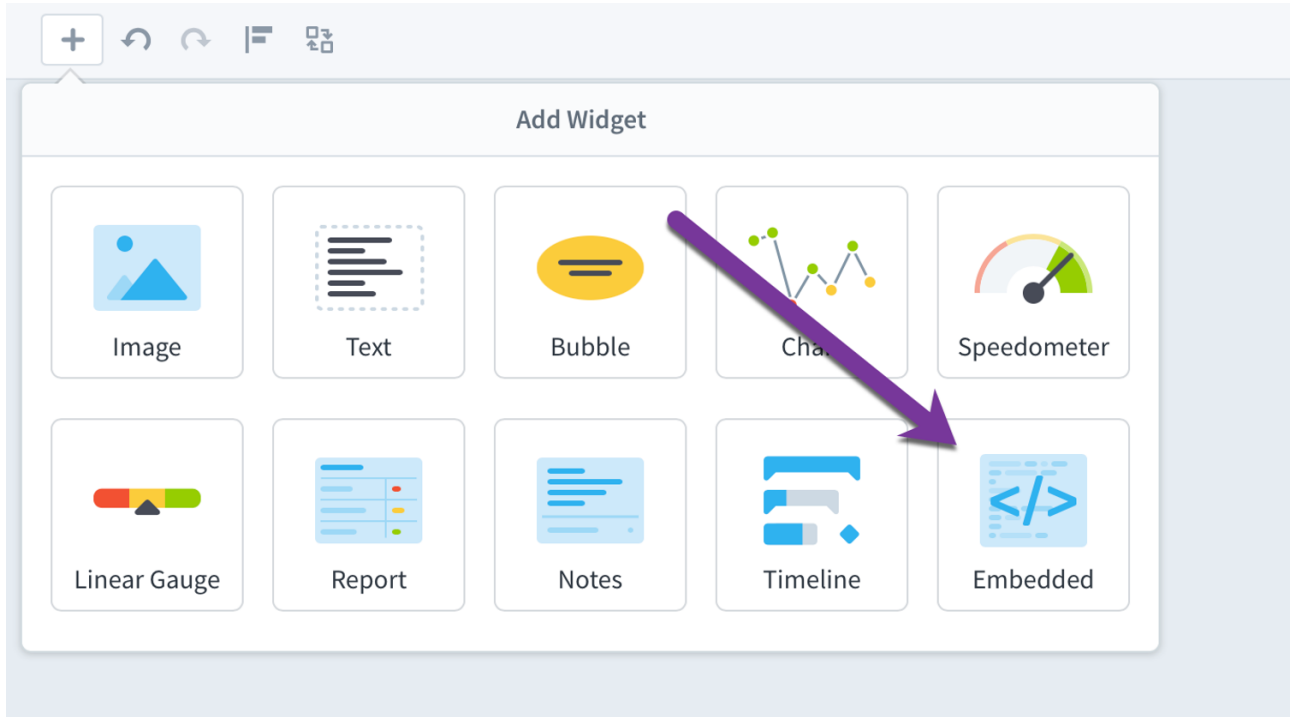 Add Widget
Image
Text
Bubble
Speedometer
Linear Gauge
Report
Notes
Timeline
</>
Embedded